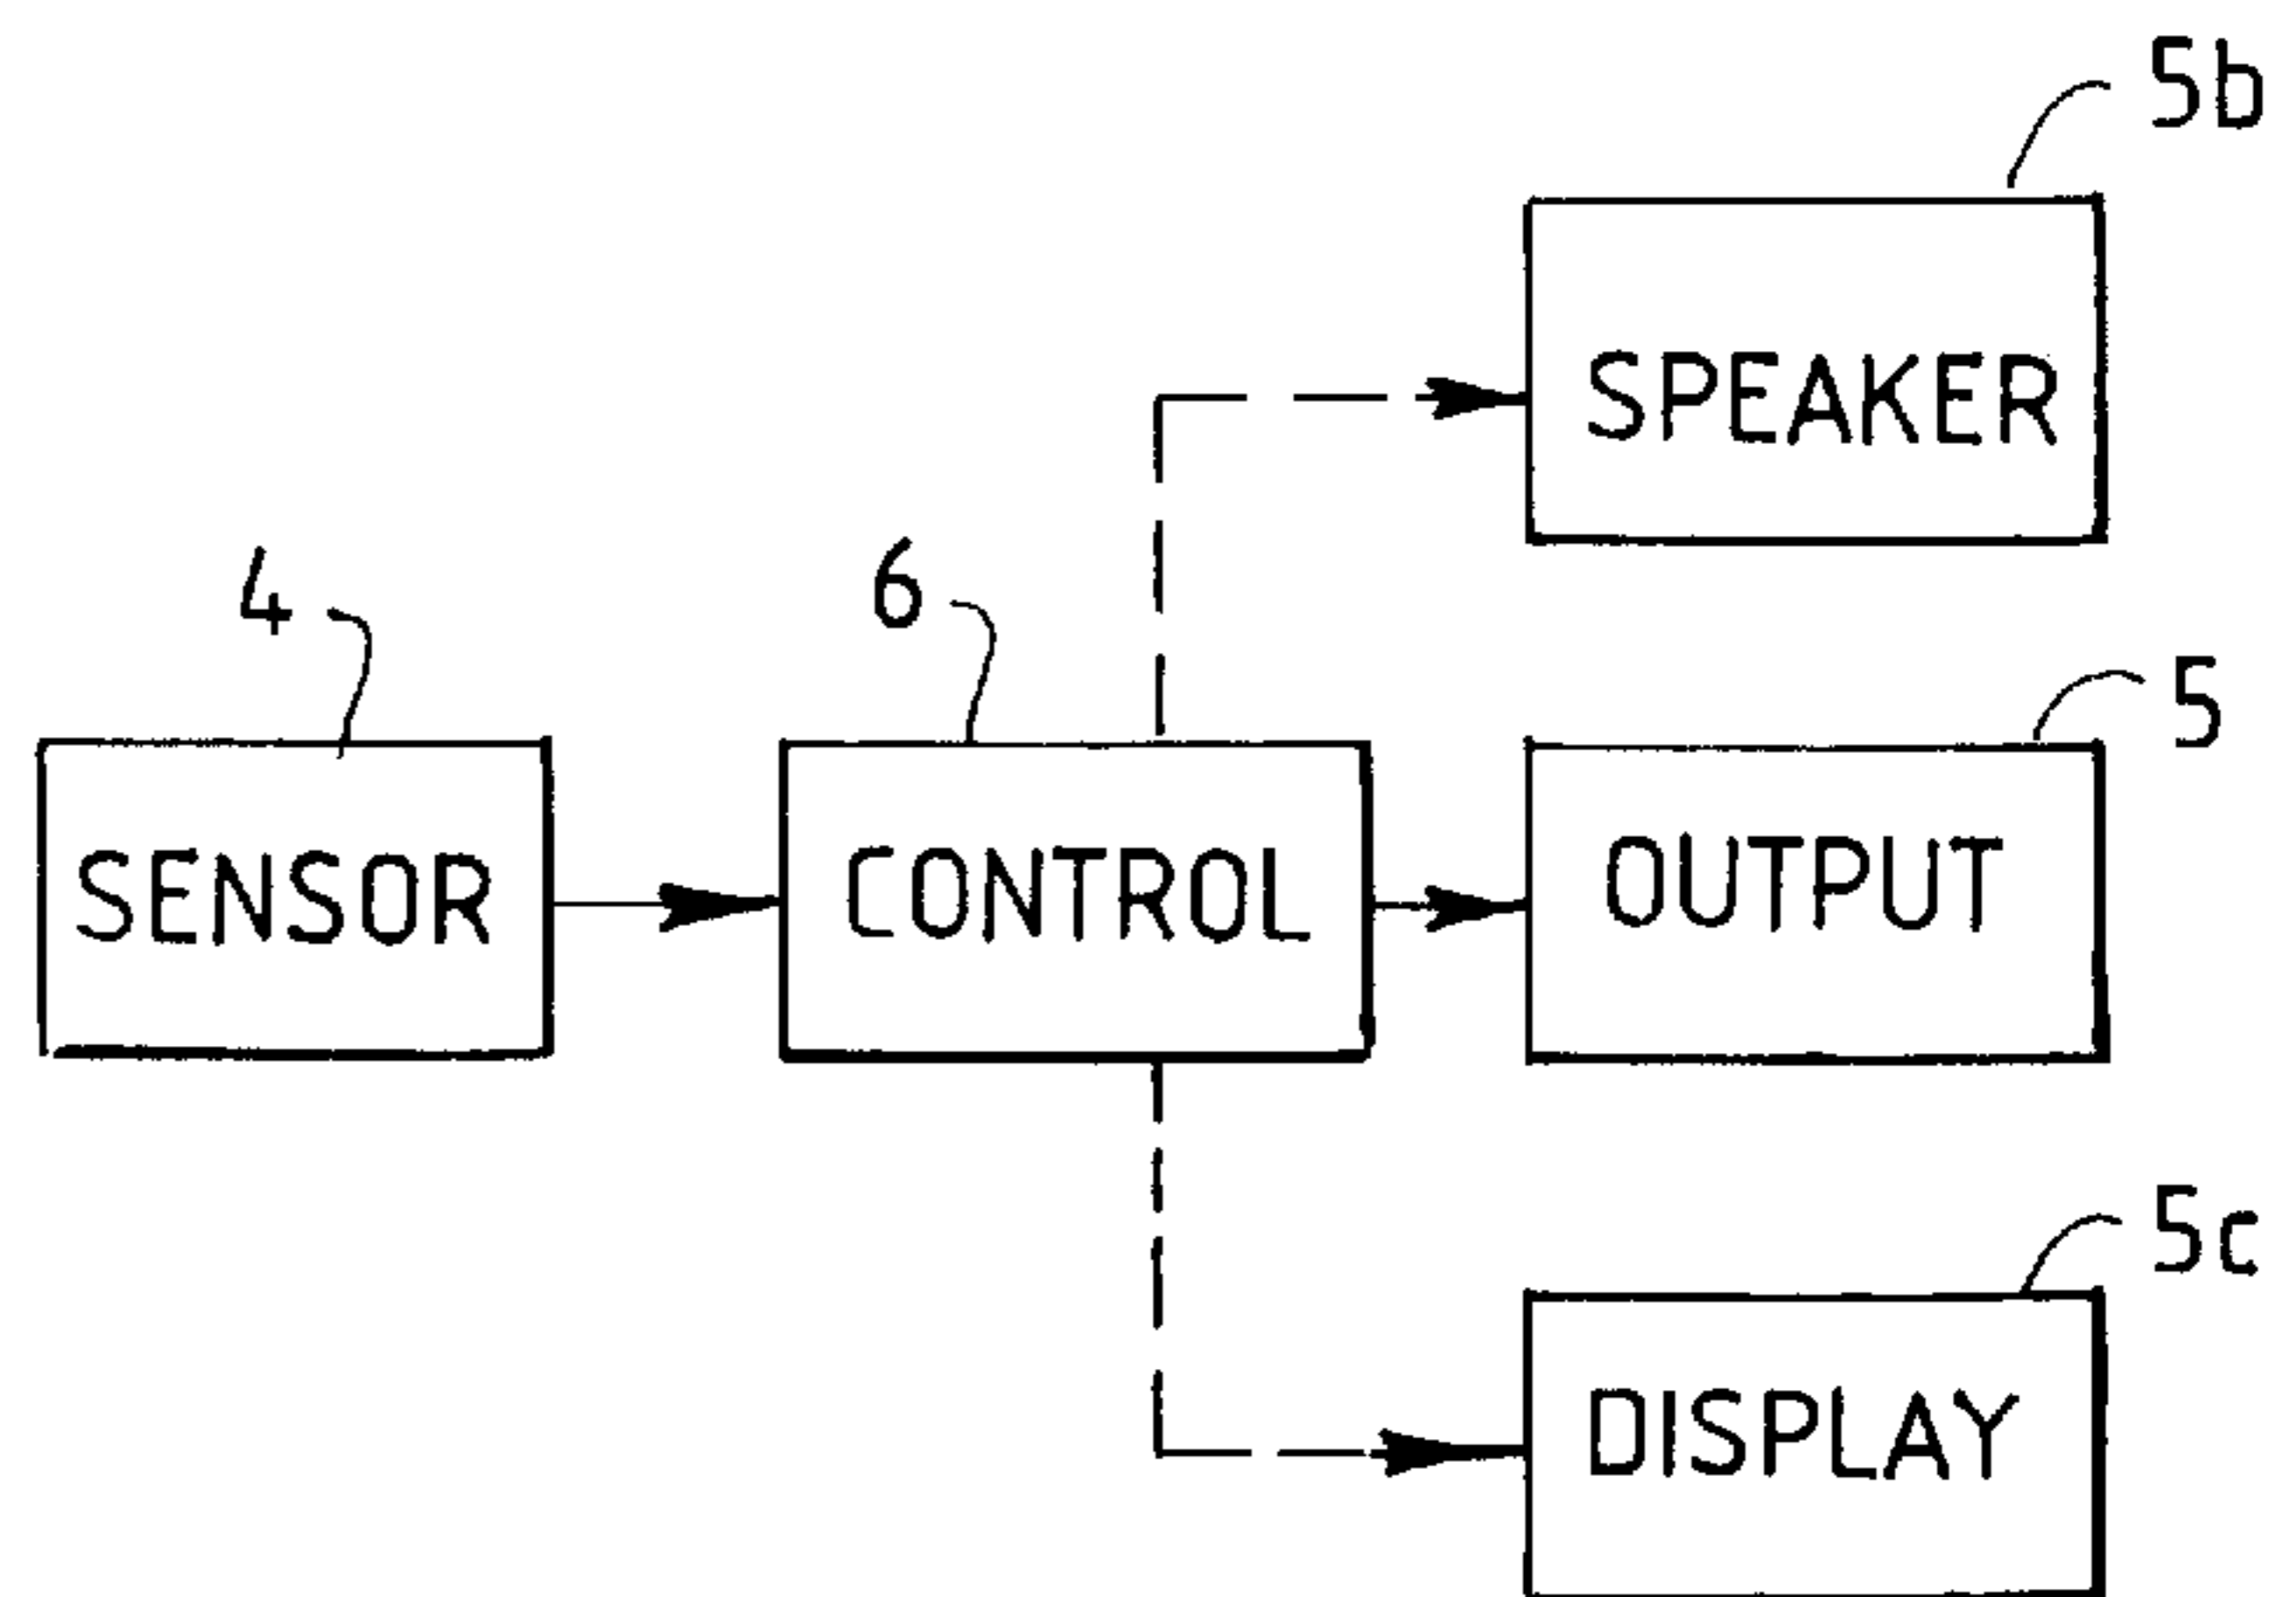 5b
SPEAKER
4
6
5
SENSOR
CONTROL
OUTPUT
5c
DISPLAY